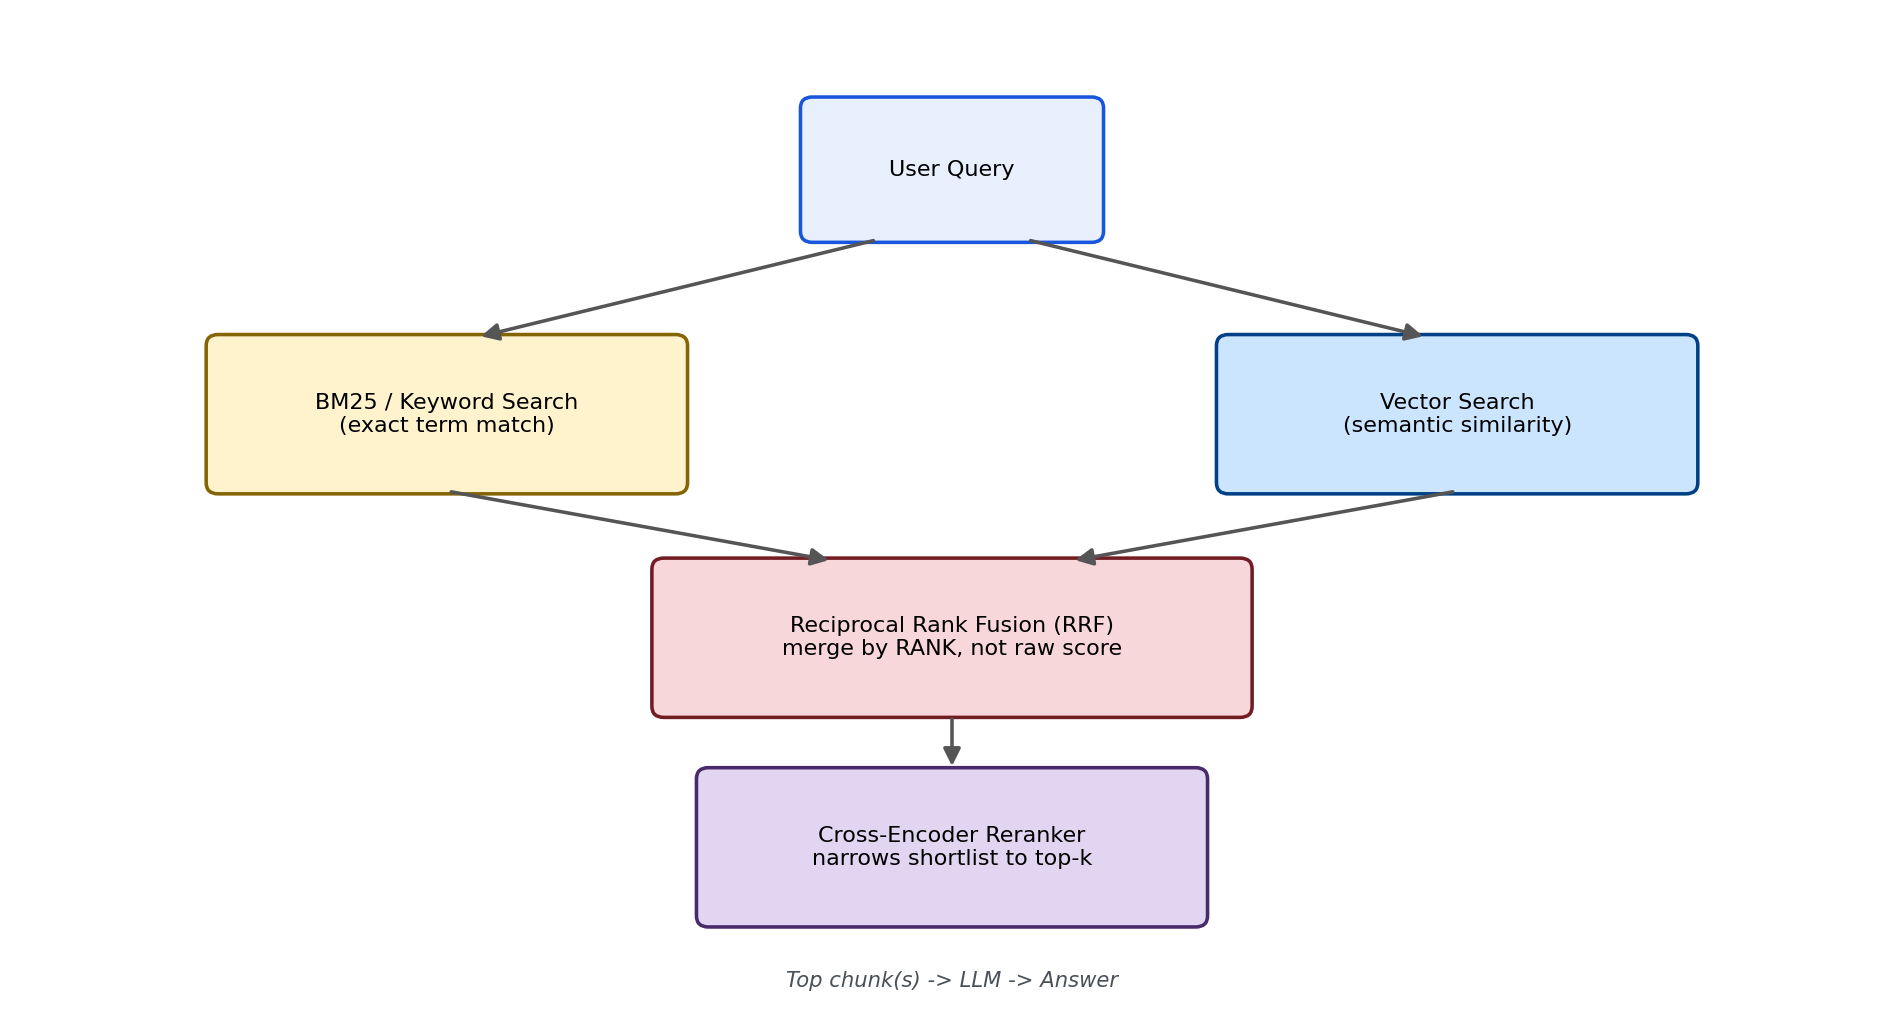 User Query
BM25 / Keyword Search
(exact term match)
Vector Search
(semantic similarity)
Reciprocal Rank Fusion (RRF)
merge by RANK, not raw score
Cross-Encoder Reranker
narrows shortlist to top-k
Top chunk(s) -> LLM -> Answer